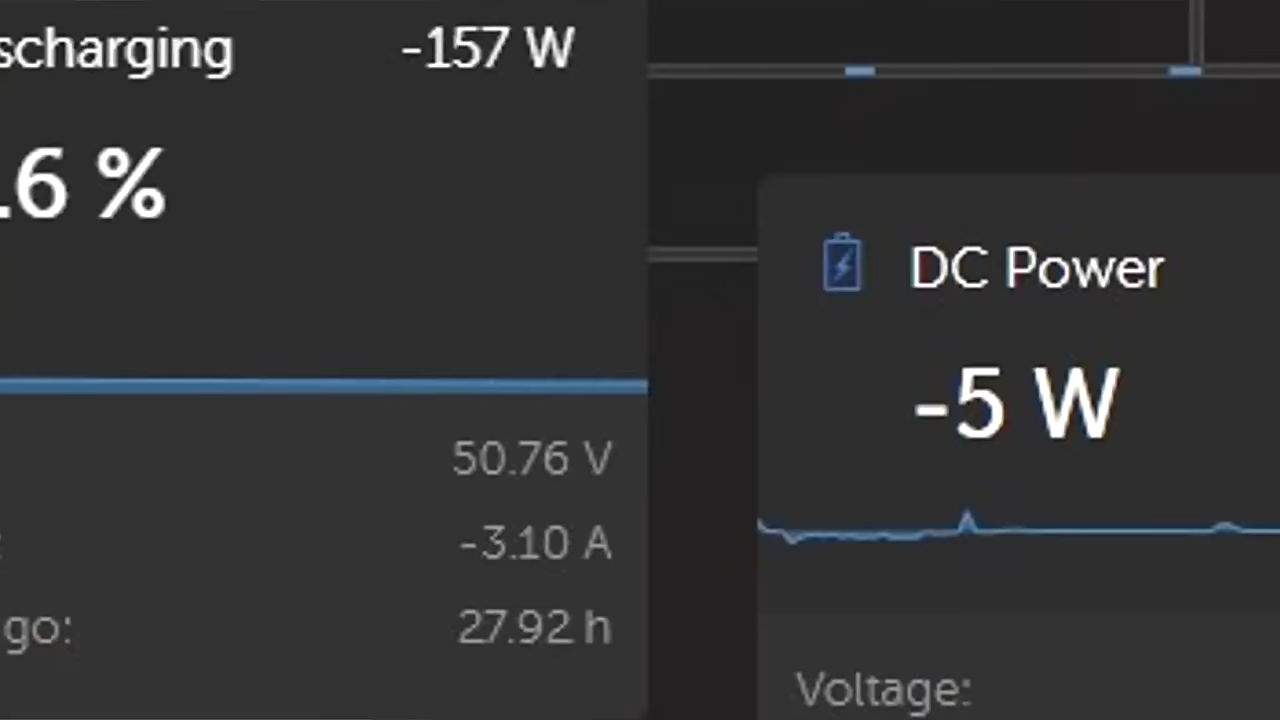 scharging -157 W
.6 %
50.76 V
-3.10 A
go: 27.92 h
DC Power
-5 W
Voltage: